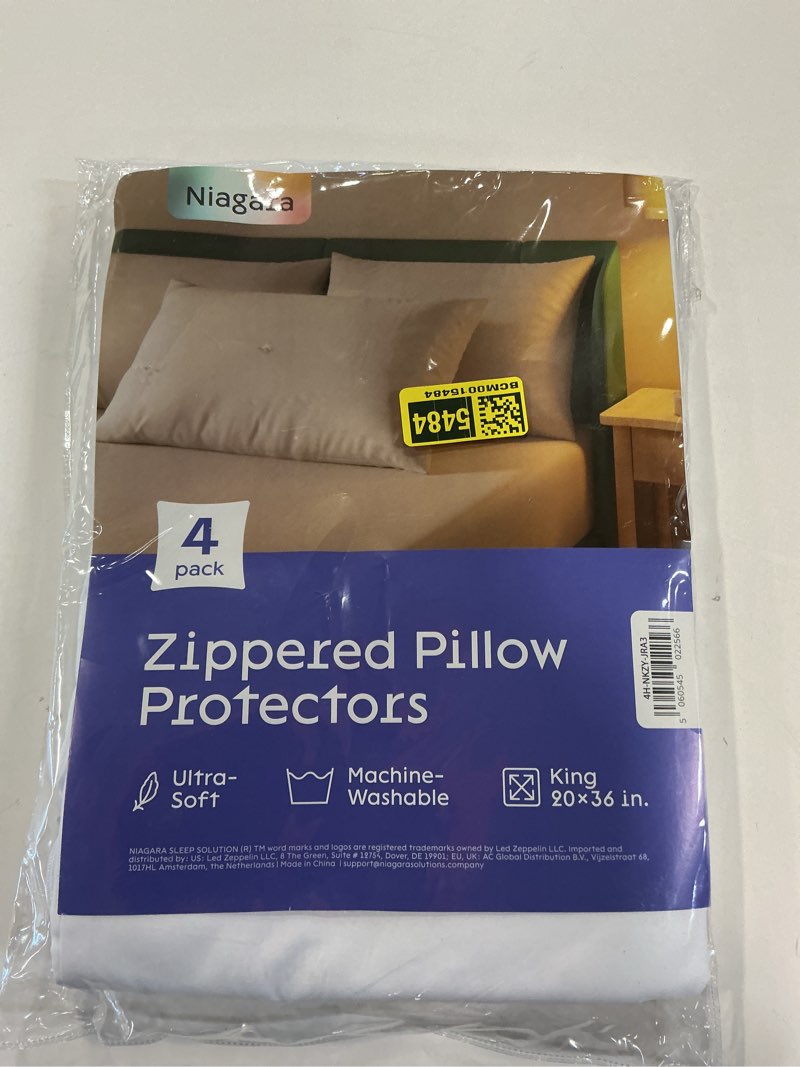 Niagara
BCM0015484
5484
4
pack
Zippered Pillow
Protectors
Ultra-
Soft
Machine-
Washable
King
20×36 in.
4H-NKZY-JRA3
5 060545 022566
NIAGARA SLEEP SOLUTION (R) TM word marks and logos are registered trademarks owned by Led Zeppelin LLC. Imported and
distributed by: US: Led Zeppelin LLC, 8 The Green, Suite # 12754, Dover, DE 19901; EU, UK: AC Global Distribution B.V., Vijzelstraat 68,
1017HL Amsterdam, the Netherlands | Made in China | support@niagarasolutions.company